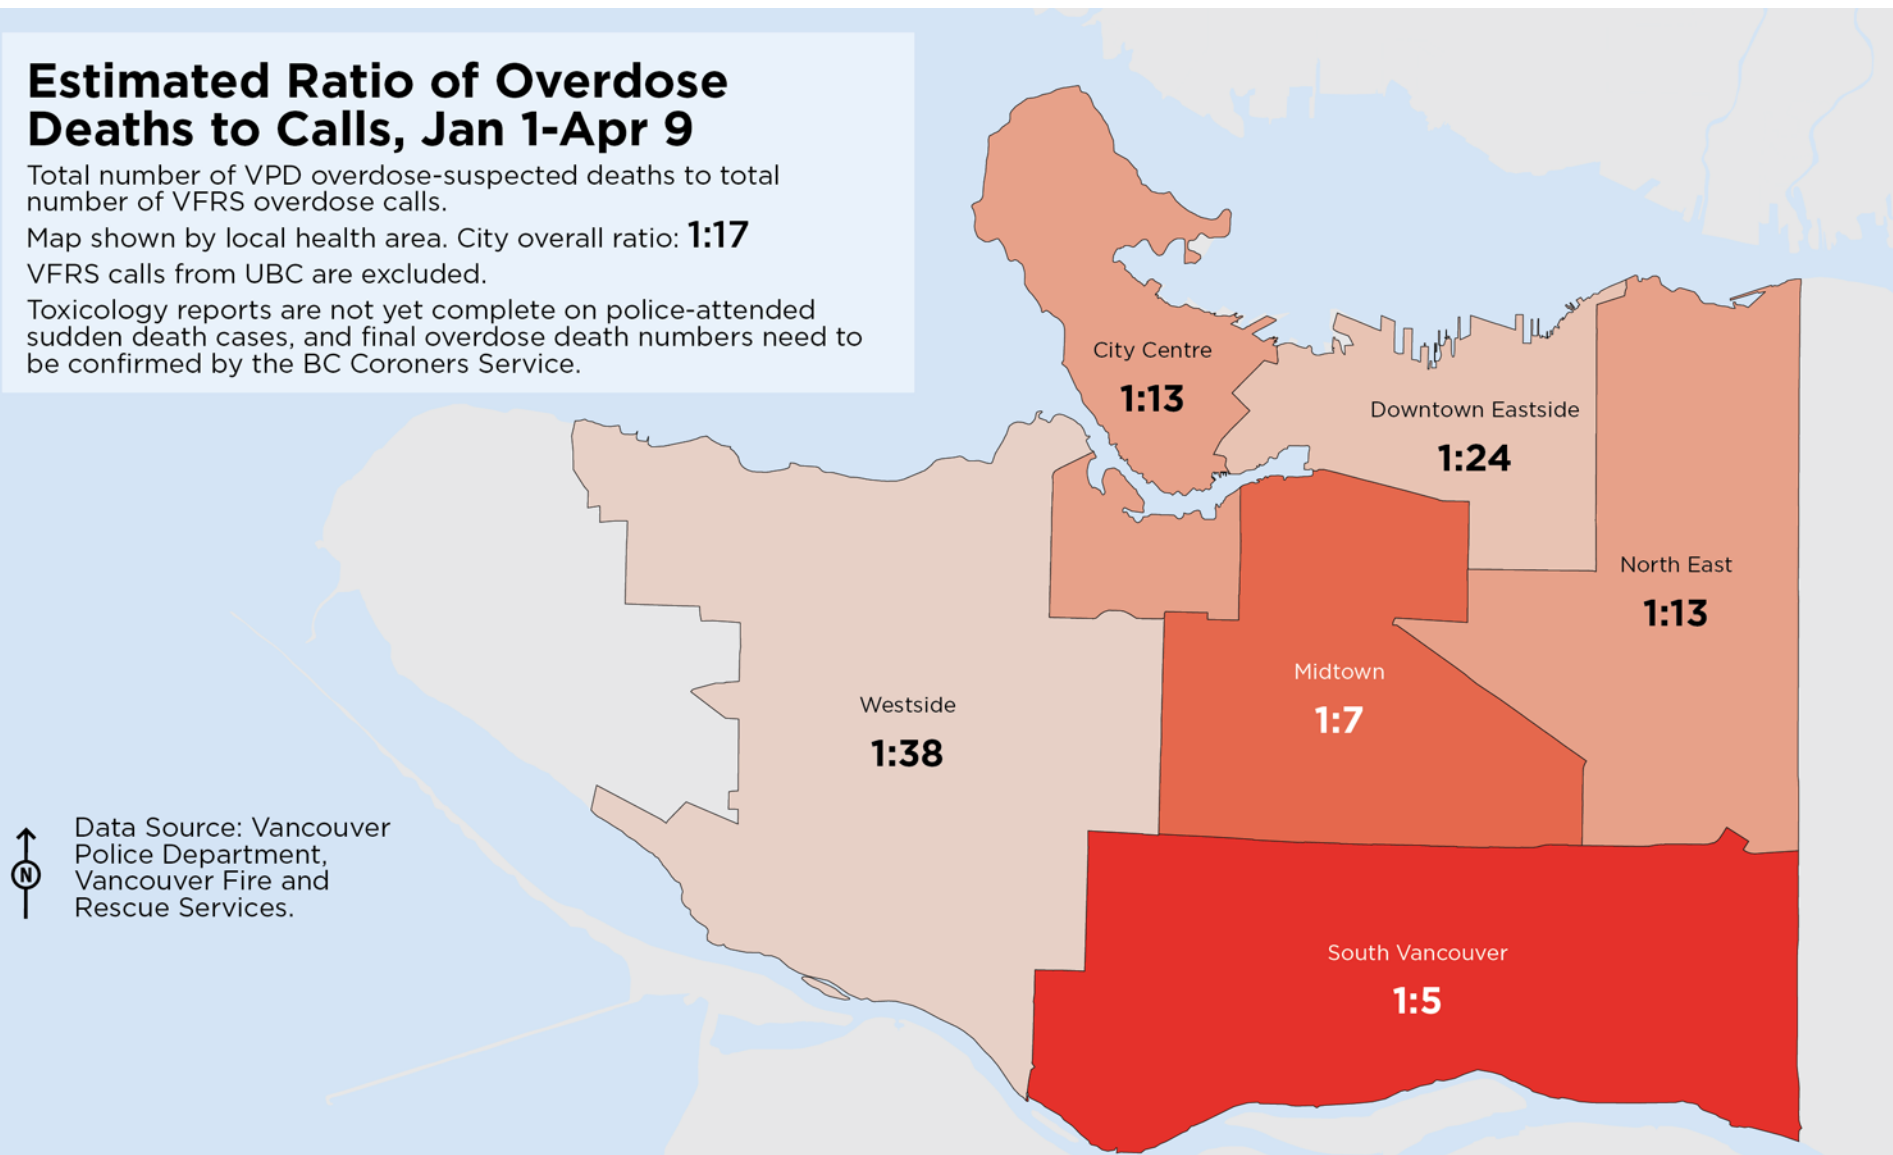 Estimated Ratio of Overdose
Deaths to Calls, Jan 1-Apr 9
Total number of VPD overdose-suspected deaths to total
number of VFRS overdose calls.
Map shown by local health area. City overall ratio: 1:17
VFRS calls from UBC are excluded.
Toxicology reports are not yet complete on police-attended
sudden death cases, and final overdose death numbers need to
be confirmed by the BC Coroners Service.
City Centre
1:13
Downtown Eastside
1:24
North East
1:13
Midtown
1:7
Westside
1:38
South Vancouver
1:5
N
Data Source: Vancouver
Police Department,
Vancouver Fire and
Rescue Services.